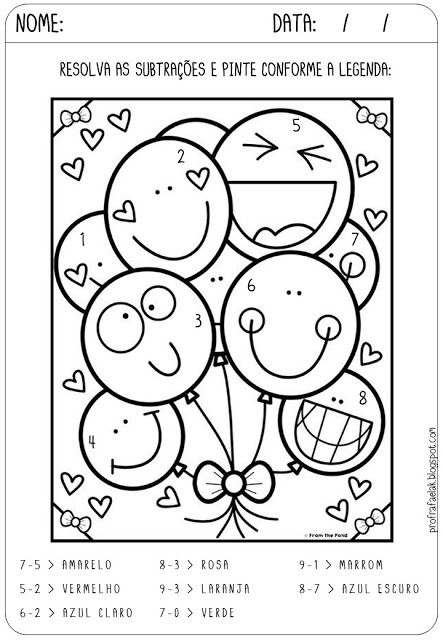 NOME: DATA: / /
RESOLVA AS SUBTRAÇÕES E PINTE CONFORME A LEGENDA:
5
2
1
7
6
3
8
4
© From the Pond
profrafaelak.blogspot.com
7-5 > AMARELO 8-3 > ROSA 9-1 > MARROM
5-2 > VERMELHO 9-3 > LARANJA 8-7 > AZUL ESCURO
6-2 > AZUL CLARO 7-0 > VERDE